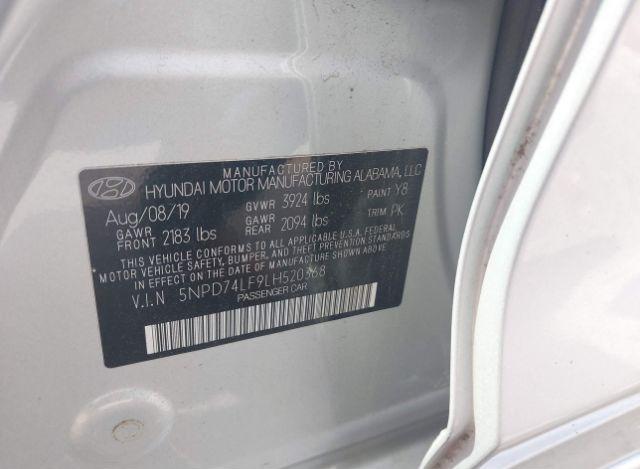 MANUFACTURED BY
HYUNDAI MOTOR MANUFACTURING ALABAMA, LLC
Aug/08/19 GVWR 3924 lbs PAINT Y8
GAWR FRONT 2183 lbs GAWR REAR 2094 lbs TRIM PK
THIS VEHICLE CONFORMS TO ALL APPLICABLE U.S.A. FEDERAL
MOTOR VEHICLE SAFETY, BUMPER, AND THEFT PREVENTION STANDARDS
IN EFFECT ON THE DATE OF MANUFACTURE SHOWN ABOVE.
V.I.N 5NPD74LF9LH520368
PASSENGER CAR